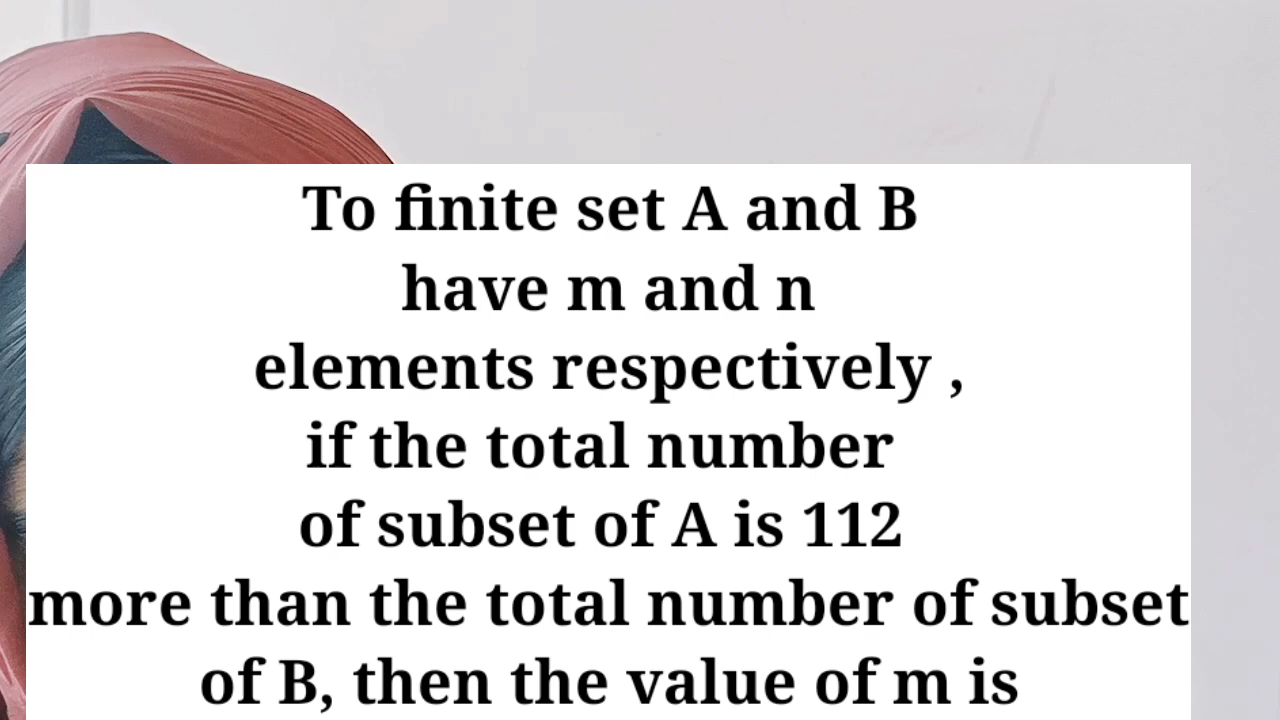 To finite set A and B
have m and n
elements respectively ,
if the total number
of subset of A is 112
more than the total number of subset
of B, then the value of m is